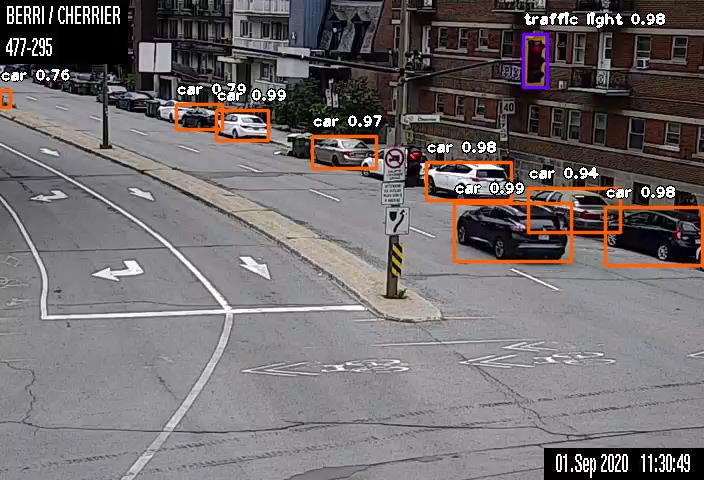 BERRI / CHERRIER
477-295
traffic light 0.98
car 0.76
car 0.79
car 0.99
car 0.97
40
car 0.98
car 0.99
car 0.94
car 0.98
01.Sep 2020 11:30:49